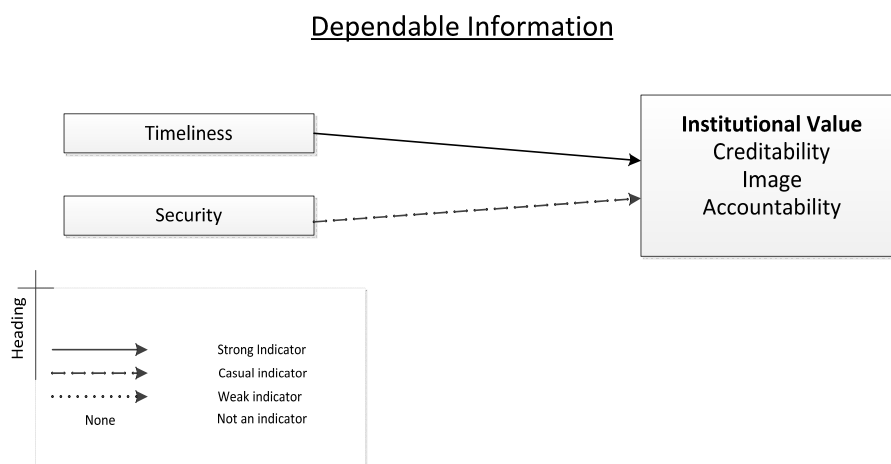 Dependable Information
Timeliness
Security
Institutional Value
Creditability
Image
Accountability
Heading
Strong Indicator
Casual indicator
Weak indicator
None Not an indicator